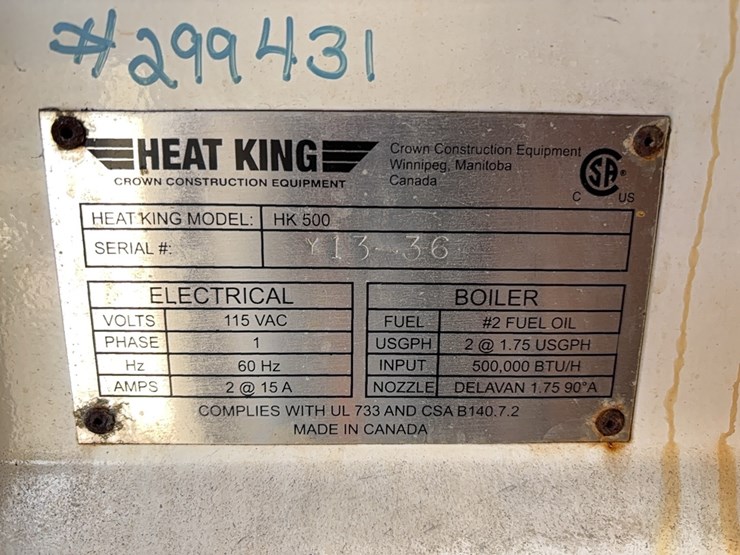 #299431
HEAT KING
CROWN CONSTRUCTION EQUIPMENT
Crown Construction Equipment
Winnipeg, Manitoba
Canada
CSA
C US
HEAT KING MODEL: HK 500
SERIAL #: Y13-36
ELECTRICAL
VOLTS 115 VAC
PHASE 1
Hz 60 Hz
AMPS 2 @ 15 A
BOILER
FUEL #2 FUEL OIL
USGPH 2 @ 1.75 USGPH
INPUT 500,000 BTU/H
NOZZLE DELAVAN 1.75 90°A
COMPLIES WITH UL 733 AND CSA B140.7.2
MADE IN CANADA